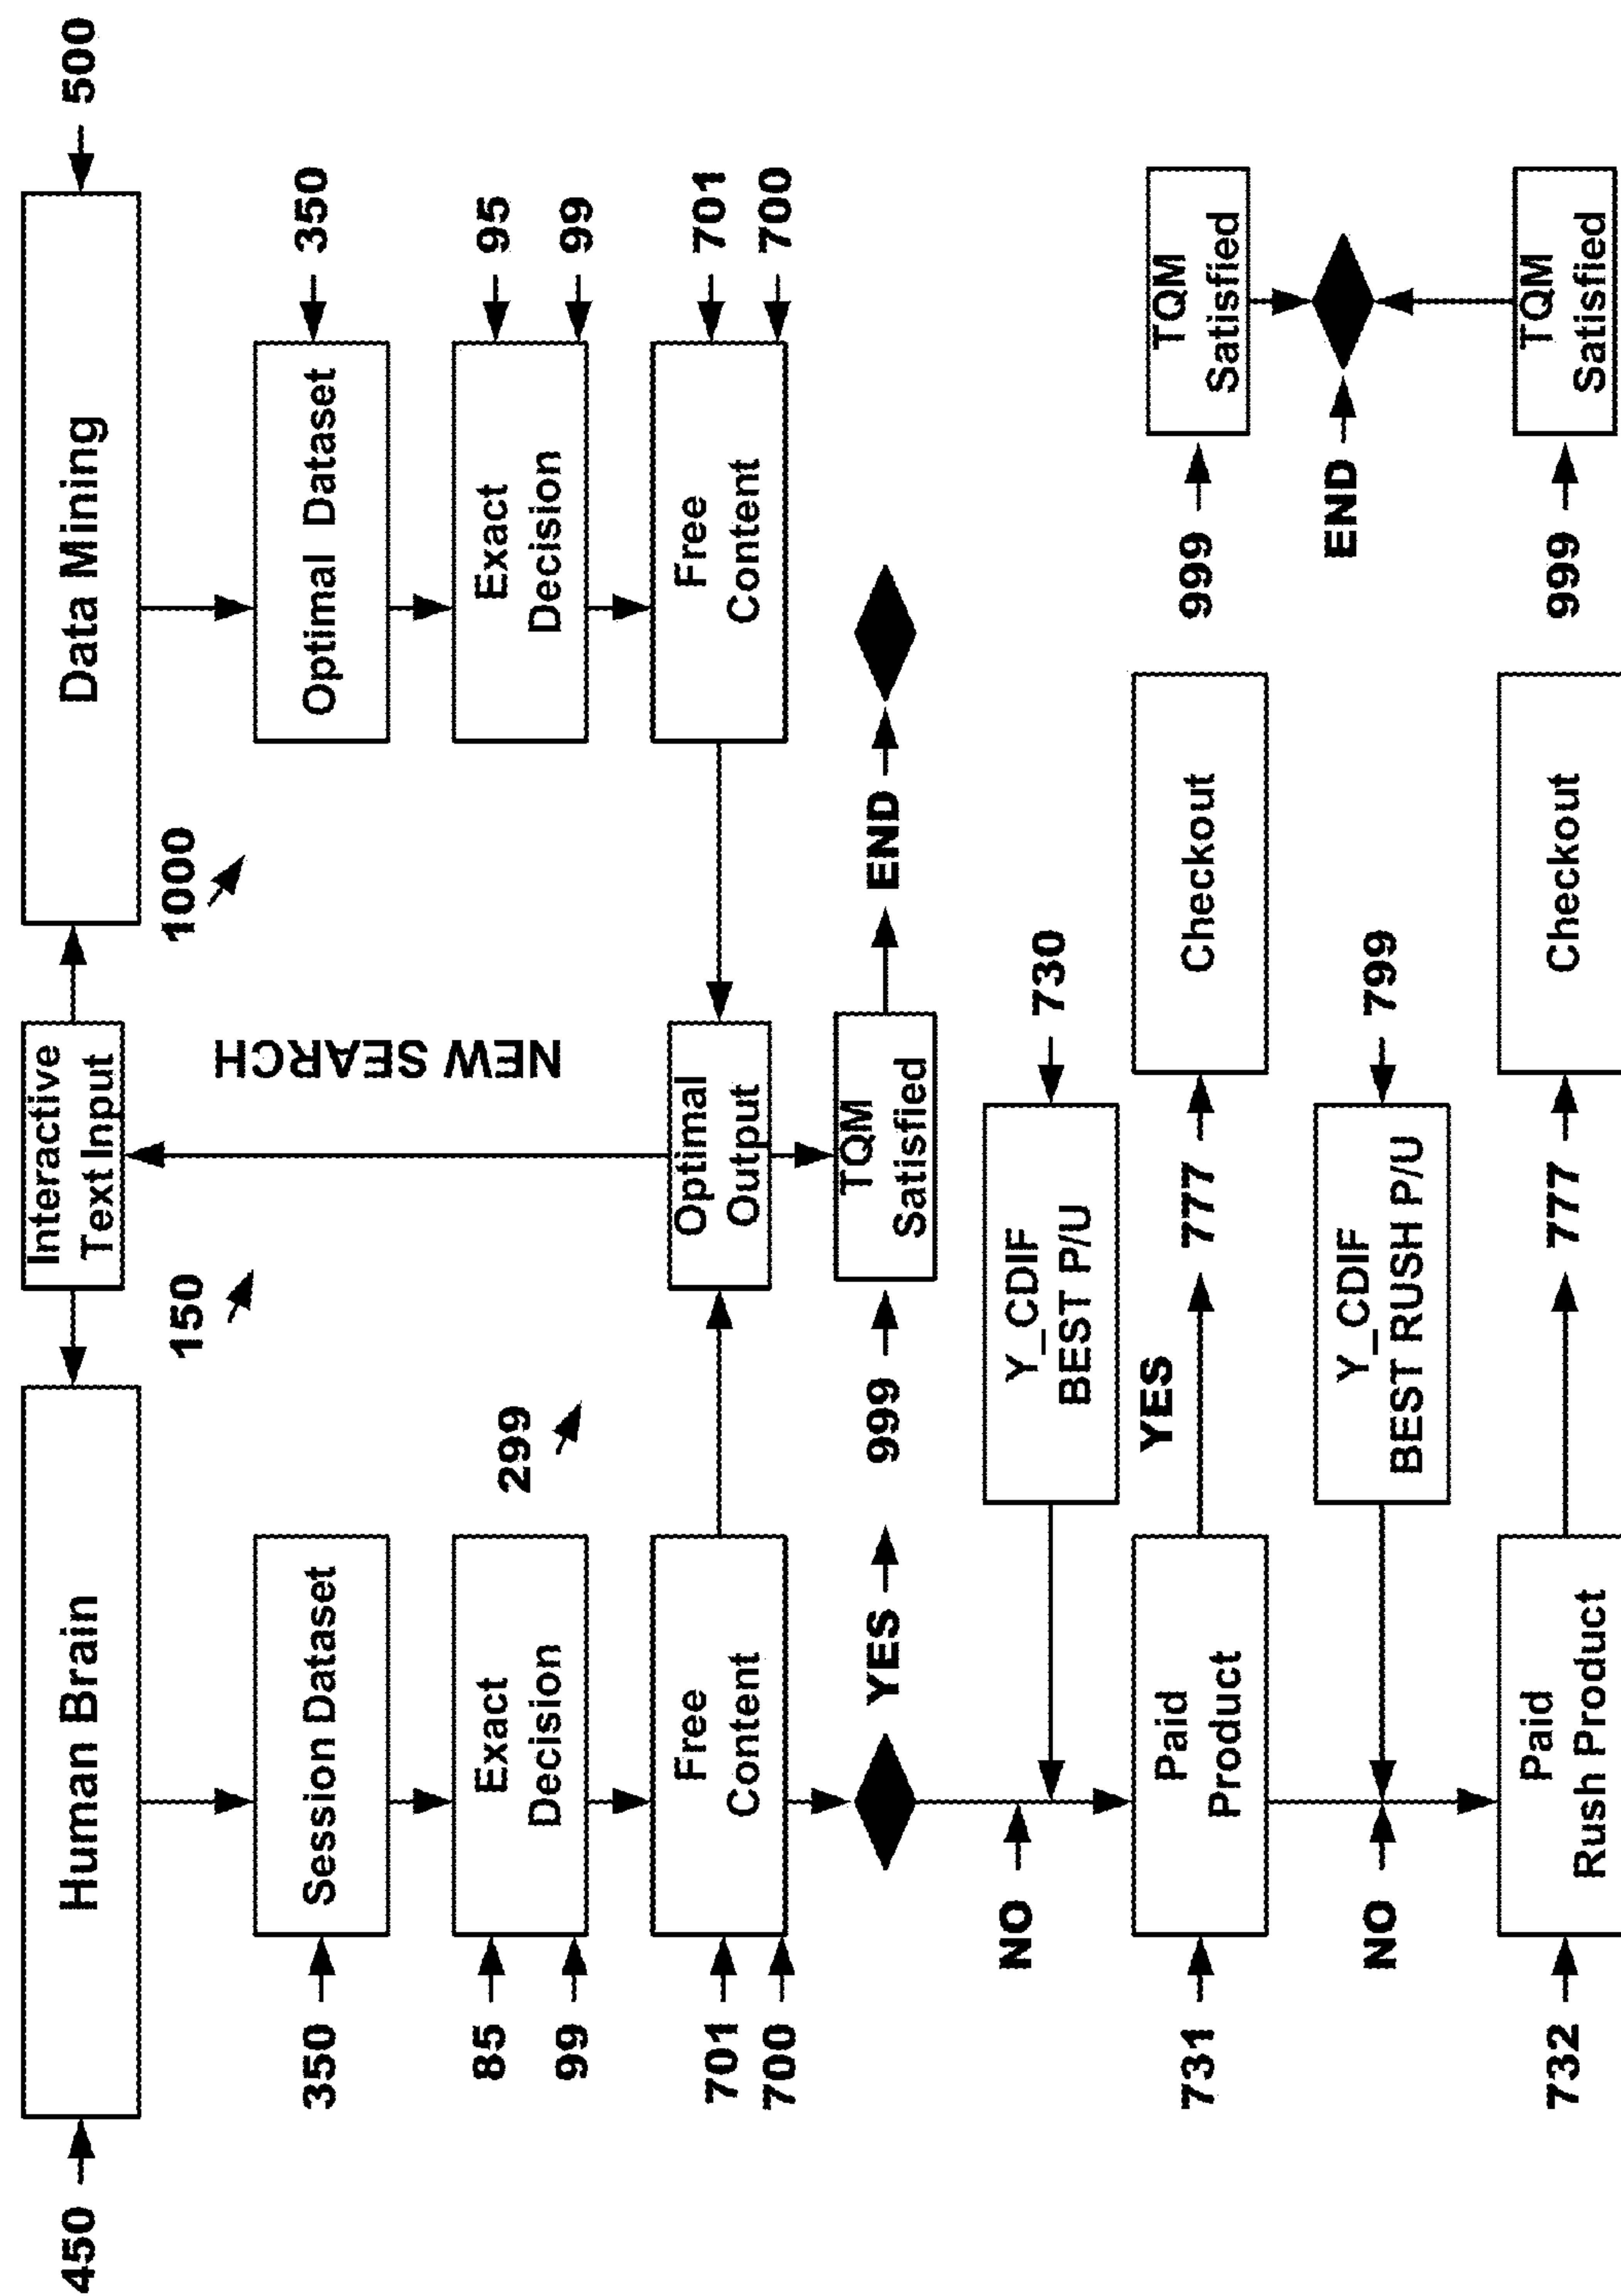 450
Human Brain
Interactive
Text Input
Data Mining
500
150
1000
350
Session Dataset
NEW SEARCH
Optimal Dataset
350
85
99
Exact
Decision
299
Exact
Decision
95
99
701
700
Free
Content
Optimal
Output
Free
Content
701
700
YES
999
TQM
Satisfied
END
NO
Y_CDIF
BEST P/U
730
731
Paid
Product
YES
777
Checkout
999
TQM
Satisfied
NO
Y_CDIF
BEST RUSH P/U
799
END
732
Paid
Rush Product
777
Checkout
999
TQM
Satisfied